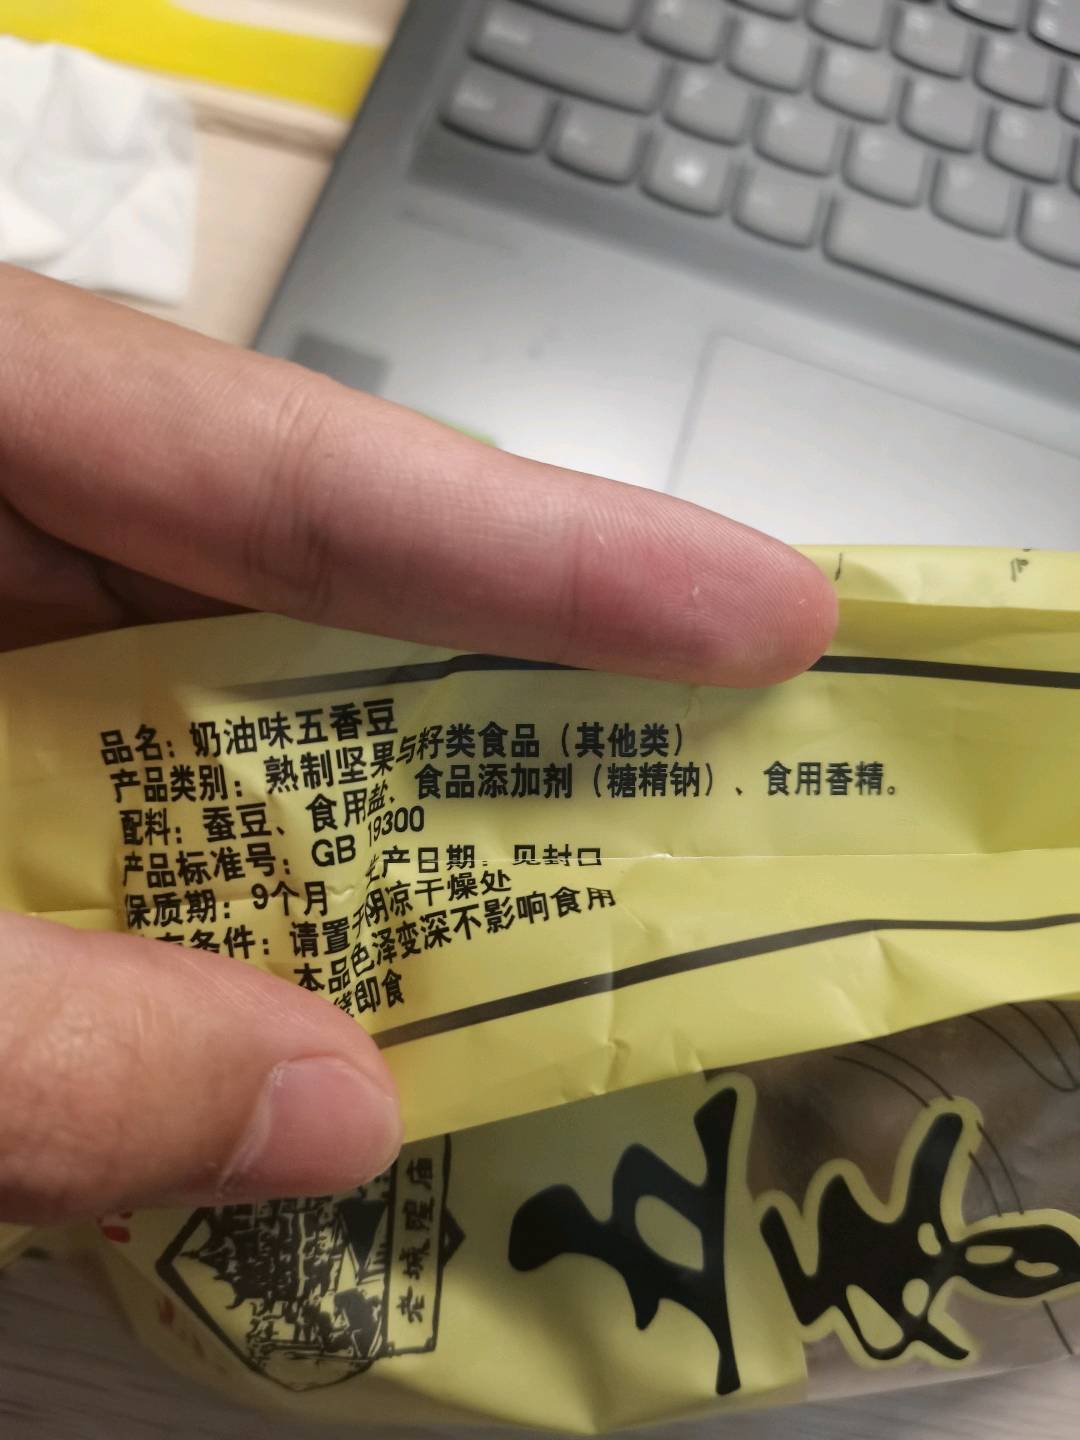 品名：奶油味五香豆
产品类别：熟制坚果与籽类食品（其他类）
配料：蚕豆、食用盐、食品添加剂（糖精钠）、食用香精。
产品标准号：GB 19300
保质期：9个月 生产日期：见封口
条件：请置于阴凉干燥处
本品色泽变深不影响食用
即食
老城隍庙
五香